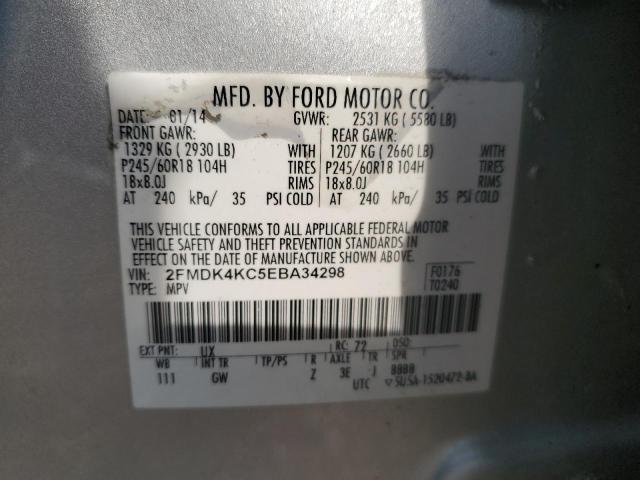 MFD. BY FORD MOTOR CO.
DATE: 01/14 GVWR: 2531 KG ( 5580 LB)
FRONT GAWR: REAR GAWR:
1329 KG ( 2930 LB) WITH 1207 KG ( 2660 LB) WITH
P245/60R18 104H TIRES P245/60R18 104H TIRES
18x8.0J RIMS 18x8.0J RIMS
AT 240 kPa/ 35 PSI COLD AT 240 kPa/ 35 PSI COLD
THIS VEHICLE CONFORMS TO ALL APPLICABLE FEDERAL MOTOR
VEHICLE SAFETY AND THEFT PREVENTION STANDARDS IN
EFFECT ON THE DATE OF MANUFACTURE SHOWN ABOVE.
VIN: 2FMDK4KC5EBA34298 F0176
TYPE: MPV T0240
EXT PNT: UX RC: 72 DSO:
WB INT TR TP/PS R AXLE TR SPR
111 GW Z 3E J BBBB
UTC ▽5U5A-1520472-BA